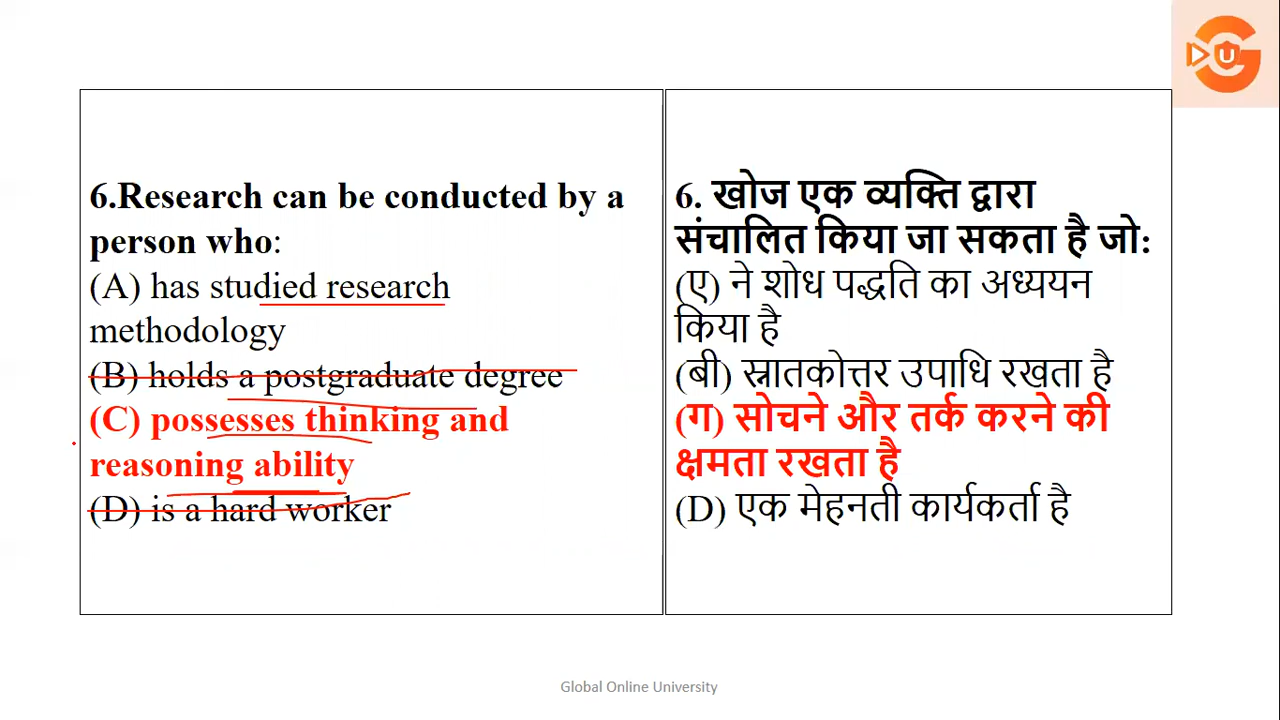 6.Research can be conducted by a
person who:
(A) has studied research
methodology
(B) holds a postgraduate degree
(C) possesses thinking and
reasoning ability
(D) is a hard worker
6. खोज एक व्यक्ति द्वारा
संचालित किया जा सकता है जो:
(ए) ने शोध पद्धति का अध्ययन
किया है
(बी) स्नातकोत्तर उपाधि रखता है
(ग) सोचने और तर्क करने की
क्षमता रखता है
(D) एक मेहनती कार्यकर्ता है
U
Global Online University